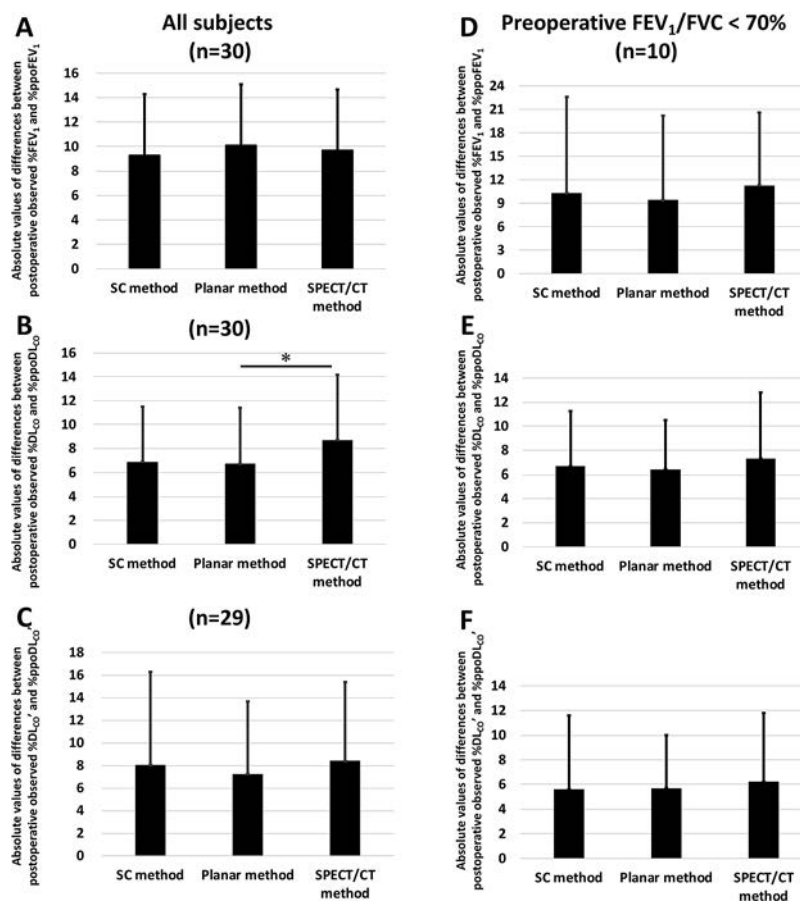 A
All subjects
(n=30)
Absolute values of differences between
postoperative observed %FEV₁ and %ppoFEV₁
16
14
12
10
8
6
4
2
0
SC method
Planar method
SPECT/CT
method
B
(n=30)
Absolute values of differences between
postoperative observed %DL_CO and %ppoDL_CO
16
14
12
10
8
6
4
2
0
*
SC method
Planar method
SPECT/CT
method
C
(n=29)
Absolute values of differences between
postoperative observed %DL_CO' and %ppoDL_CO'
18
16
14
12
10
8
6
4
2
0
SC method
Planar method
SPECT/CT
method
D
Preoperative FEV₁/FVC < 70%
(n=10)
Absolute values of differences between
postoperative observed %FEV₁ and %ppoFEV₁
24
21
18
15
12
9
6
3
0
SC method
Planar method
SPECT/CT
method
E
Absolute values of differences between
postoperative observed %DL_CO and %ppoDL_CO
14
12
10
8
6
4
2
0
SC method
Planar method
SPECT/CT
method
F
Absolute values of differences between
postoperative observed %DL_CO' and %ppoDL_CO'
14
12
10
8
6
4
2
0
SC method
Planar method
SPECT/CT
method